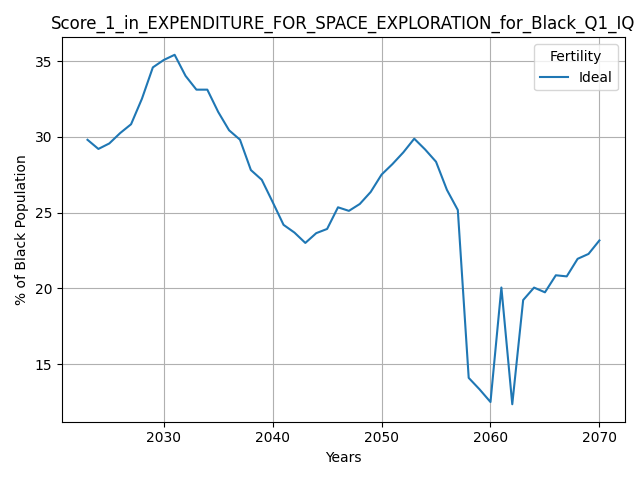 Score_1_in_EXPENDITURE_FOR_SPACE_EXPLORATION_for_Black_Q1_IQ
Fertility
Ideal
35
30
25
20
15
% of Black Population
2030 2040 2050 2060 2070
Years